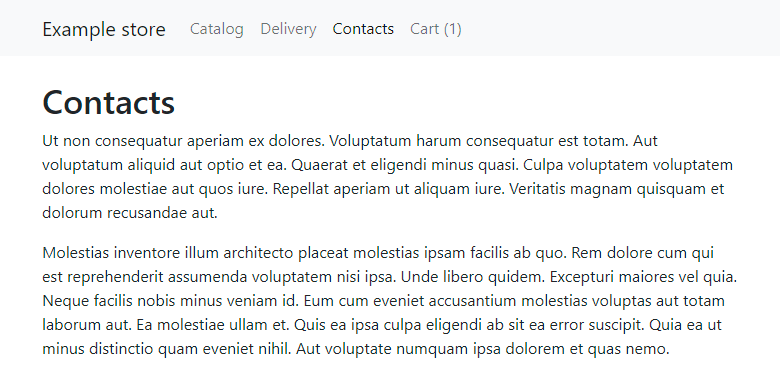 Example store Catalog Delivery Contacts Cart (1)
Contacts
Ut non consequatur aperiam ex dolores. Voluptatum harum consequatur est totam. Aut
voluptatum aliquid aut optio et ea. Quaerat et eligendi minus quasi. Culpa voluptatem voluptatem
dolores molestiae aut quos iure. Repellat aperiam ut aliquam iure. Veritatis magnam quisquam et
dolorum recusandae aut.
Molestias inventore illum architecto placeat molestias ipsam facilis ab quo. Rem dolore cum qui
est reprehenderit assumenda voluptatem nisi ipsa. Unde libero quidem. Excepturi maiores vel quia.
Neque facilis nobis minus veniam id. Eum cum eveniet accusantium molestias voluptas aut totam
laborum aut. Ea molestiae ullam et. Quis ea ipsa culpa eligendi ab sit ea error suscipit. Quia ea ut
minus distinctio quam eveniet nihil. Aut voluptate numquam ipsa dolorem et quas nemo.